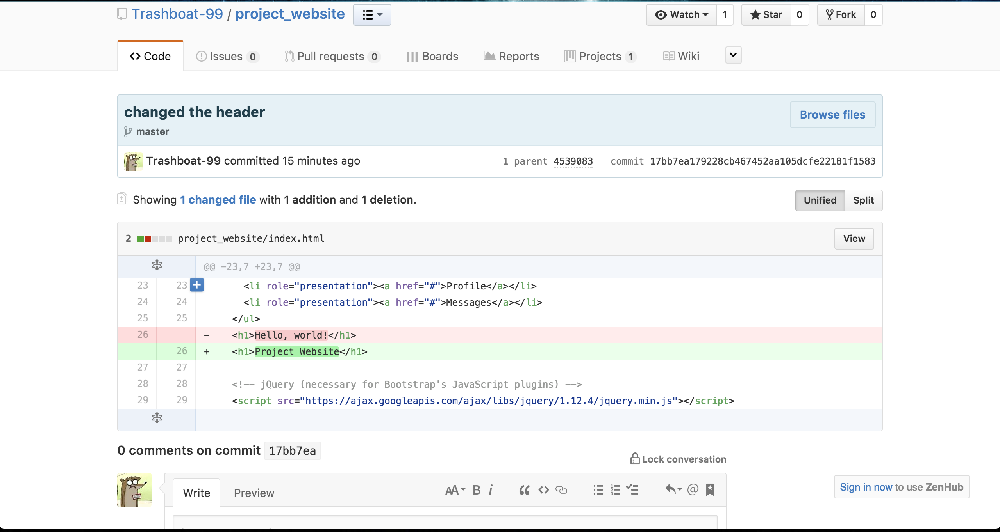 Trashboat-99 / project_website
Watch 1 Star 0 Fork 0
Code Issues 0 Pull requests 0 Boards Reports Projects 1 Wiki
changed the header
Browse files
master
Trashboat-99 committed 15 minutes ago 1 parent 4539083 commit 17bb7ea179228cb467452aa105dcfe22181f1583
Showing 1 changed file with 1 addition and 1 deletion.
Unified Split
2 project_website/index.html View
@@ -23,7 +23,7 @@
23 23 + <li role="presentation"><a href="#">Profile</a></li>
24 24 <li role="presentation"><a href="#">Messages</a></li>
25 25 </ul>
26 - <h1>Hello, world!</h1>
26 + <h1>Project Website</h1>
27 27
28 28 <!-- jQuery (necessary for Bootstrap's JavaScript plugins) -->
29 29 <script src="https://ajax.googleapis.com/ajax/libs/jquery/1.12.4/jquery.min.js"></script>
0 comments on commit 17bb7ea
Lock conversation
Write Preview AA B i
Sign in now to use ZenHub